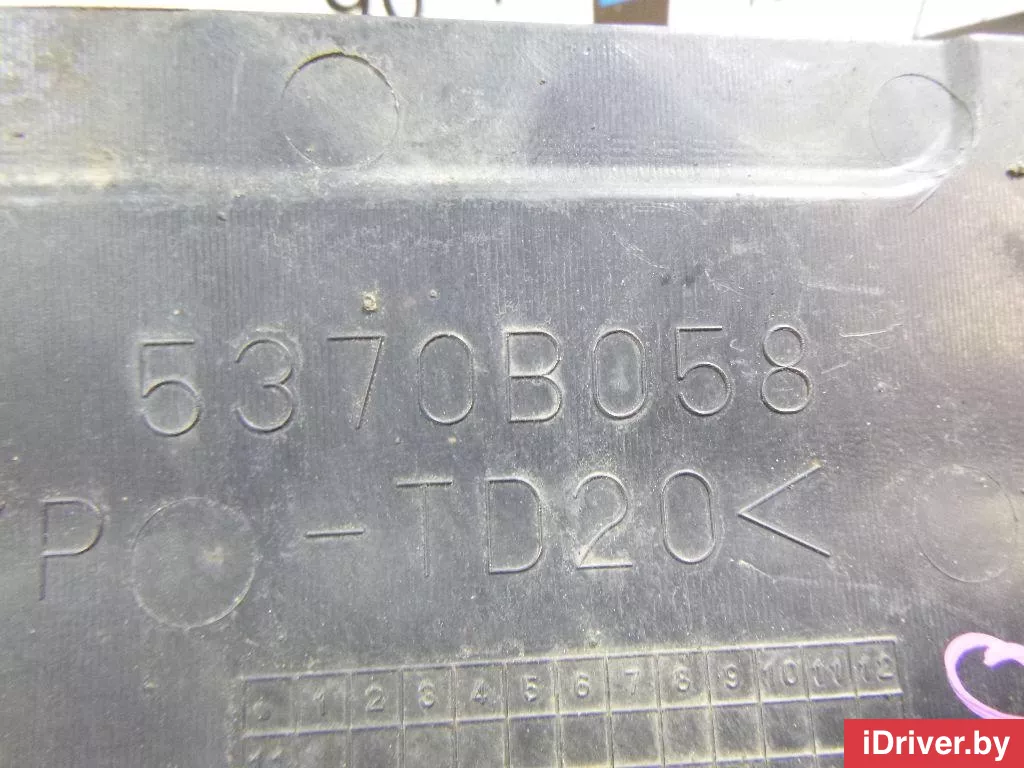 5370B058
P -TD20<
1 2 3 4 5 6 7 8 9 10 11 12
iDriver.by